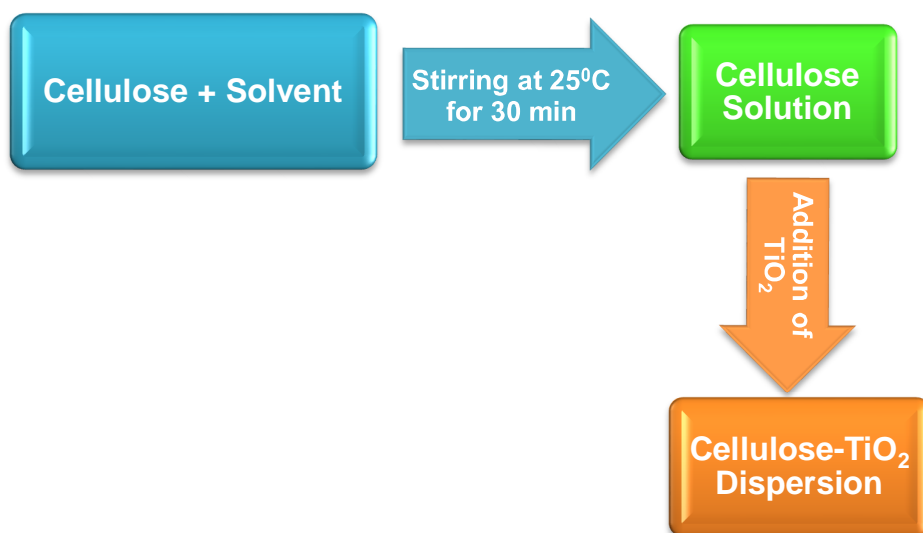 Cellulose + Solvent
Stirring at 25⁰C
for 30 min
Cellulose
Solution
Addition of
TiO₂
Cellulose-TiO₂
Dispersion